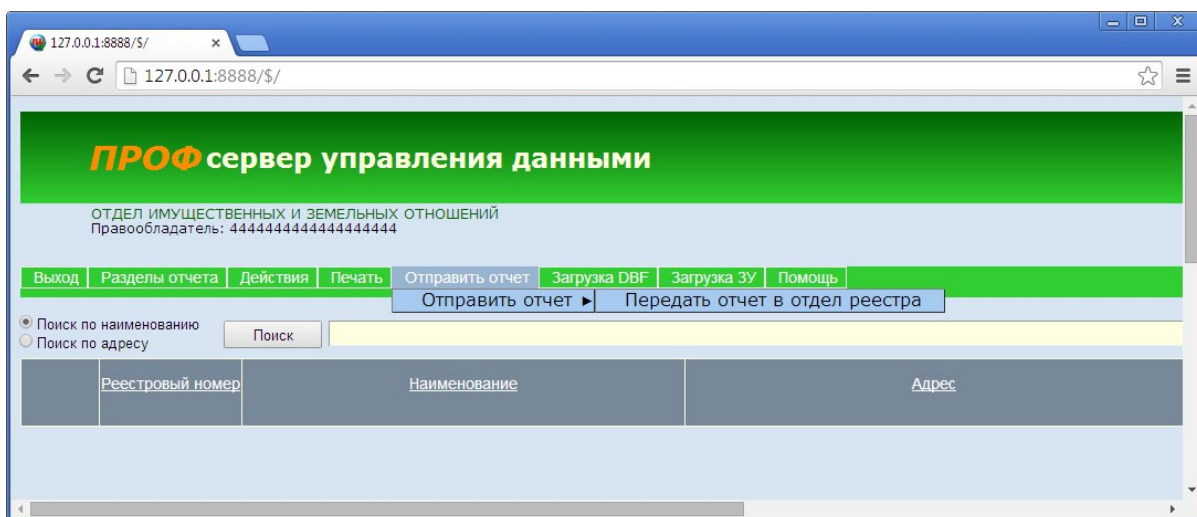 127.0.0.1:8888/$/
127.0.0.1:8888/$/
ПРОФ сервер управления данными
ОТДЕЛ ИМУЩЕСТВЕННЫХ И ЗЕМЕЛЬНЫХ ОТНОШЕНИЙ
Правообладатель: 4444444444444444444
Выход Разделы отчета Действия Печать Отправить отчет Загрузка DBF Загрузка ЗУ Помощь
Отправить отчет ▸ Передать отчет в отдел реестра
Поиск по наименованию
Поиск по адресу
Поиск
Реестровый номер Наименование Адрес